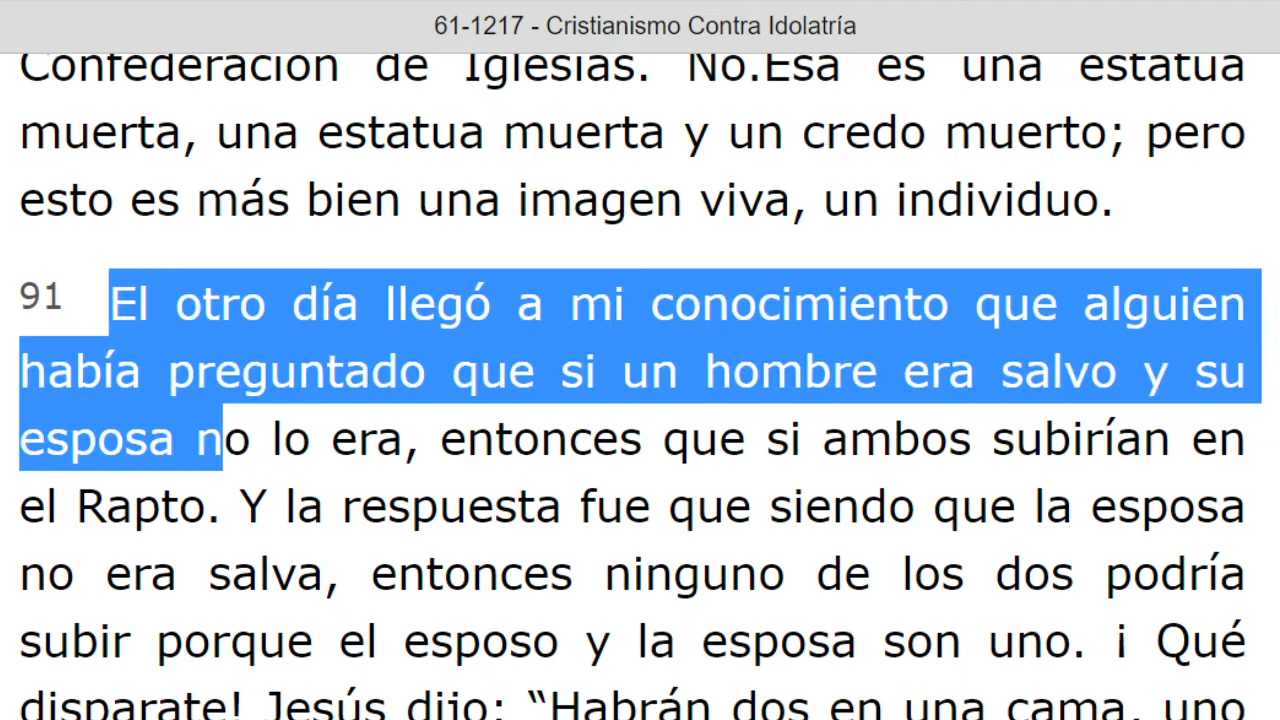 61-1217 - Cristianismo Contra Idolatría
Confederación de Iglesias. No.Esa es una estatua
muerta, una estatua muerta y un credo muerto; pero
esto es más bien una imagen viva, un individuo.
91 El otro día llegó a mi conocimiento que alguien
había preguntado que si un hombre era salvo y su
esposa no lo era, entonces que si ambos subirían en
el Rapto. Y la respuesta fue que siendo que la esposa
no era salva, entonces ninguno de los dos podría
subir porque el esposo y la esposa son uno. ¡ Qué
disparate! Jesús dijo: “Habrán dos en una cama, uno